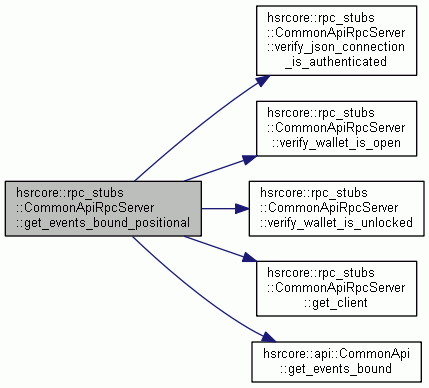 hsrcore::rpc_stubs
::CommonApiRpcServer
::verify_json_connection
_is_authenticated
hsrcore::rpc_stubs
::CommonApiRpcServer
::verify_wallet_is_open
hsrcore::rpc_stubs
::CommonApiRpcServer
::get_events_bound_positional
hsrcore::rpc_stubs
::CommonApiRpcServer
::verify_wallet_is_unlocked
hsrcore::rpc_stubs
::CommonApiRpcServer
::get_client
hsrcore::api::CommonApi
::get_events_bound